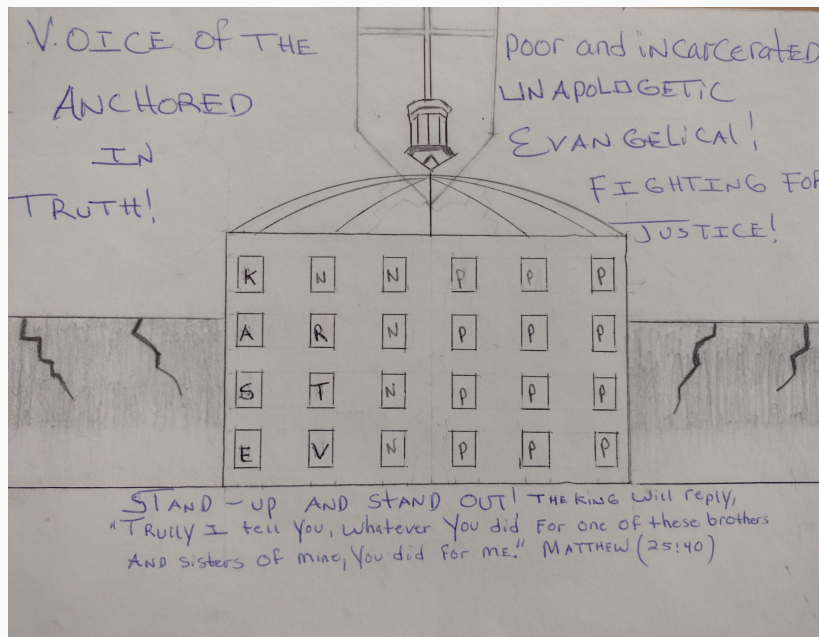 VOICE of THE
ANCHORED
IN
TRUTH!
Poor and incarcerated
UNAPOLOGETIC
EVANGELICAL!
FIGHTING FOR
JUSTICE!
K N N P P P
A R N P P P
S T N P P P
E V N P P P
STAND-UP AND STAND OUT! THE KING will reply,
"TRULLY I tell You, whatever You did For one of these brothers
AND sisters of mine, You did for me." MATTHEW (25:40)